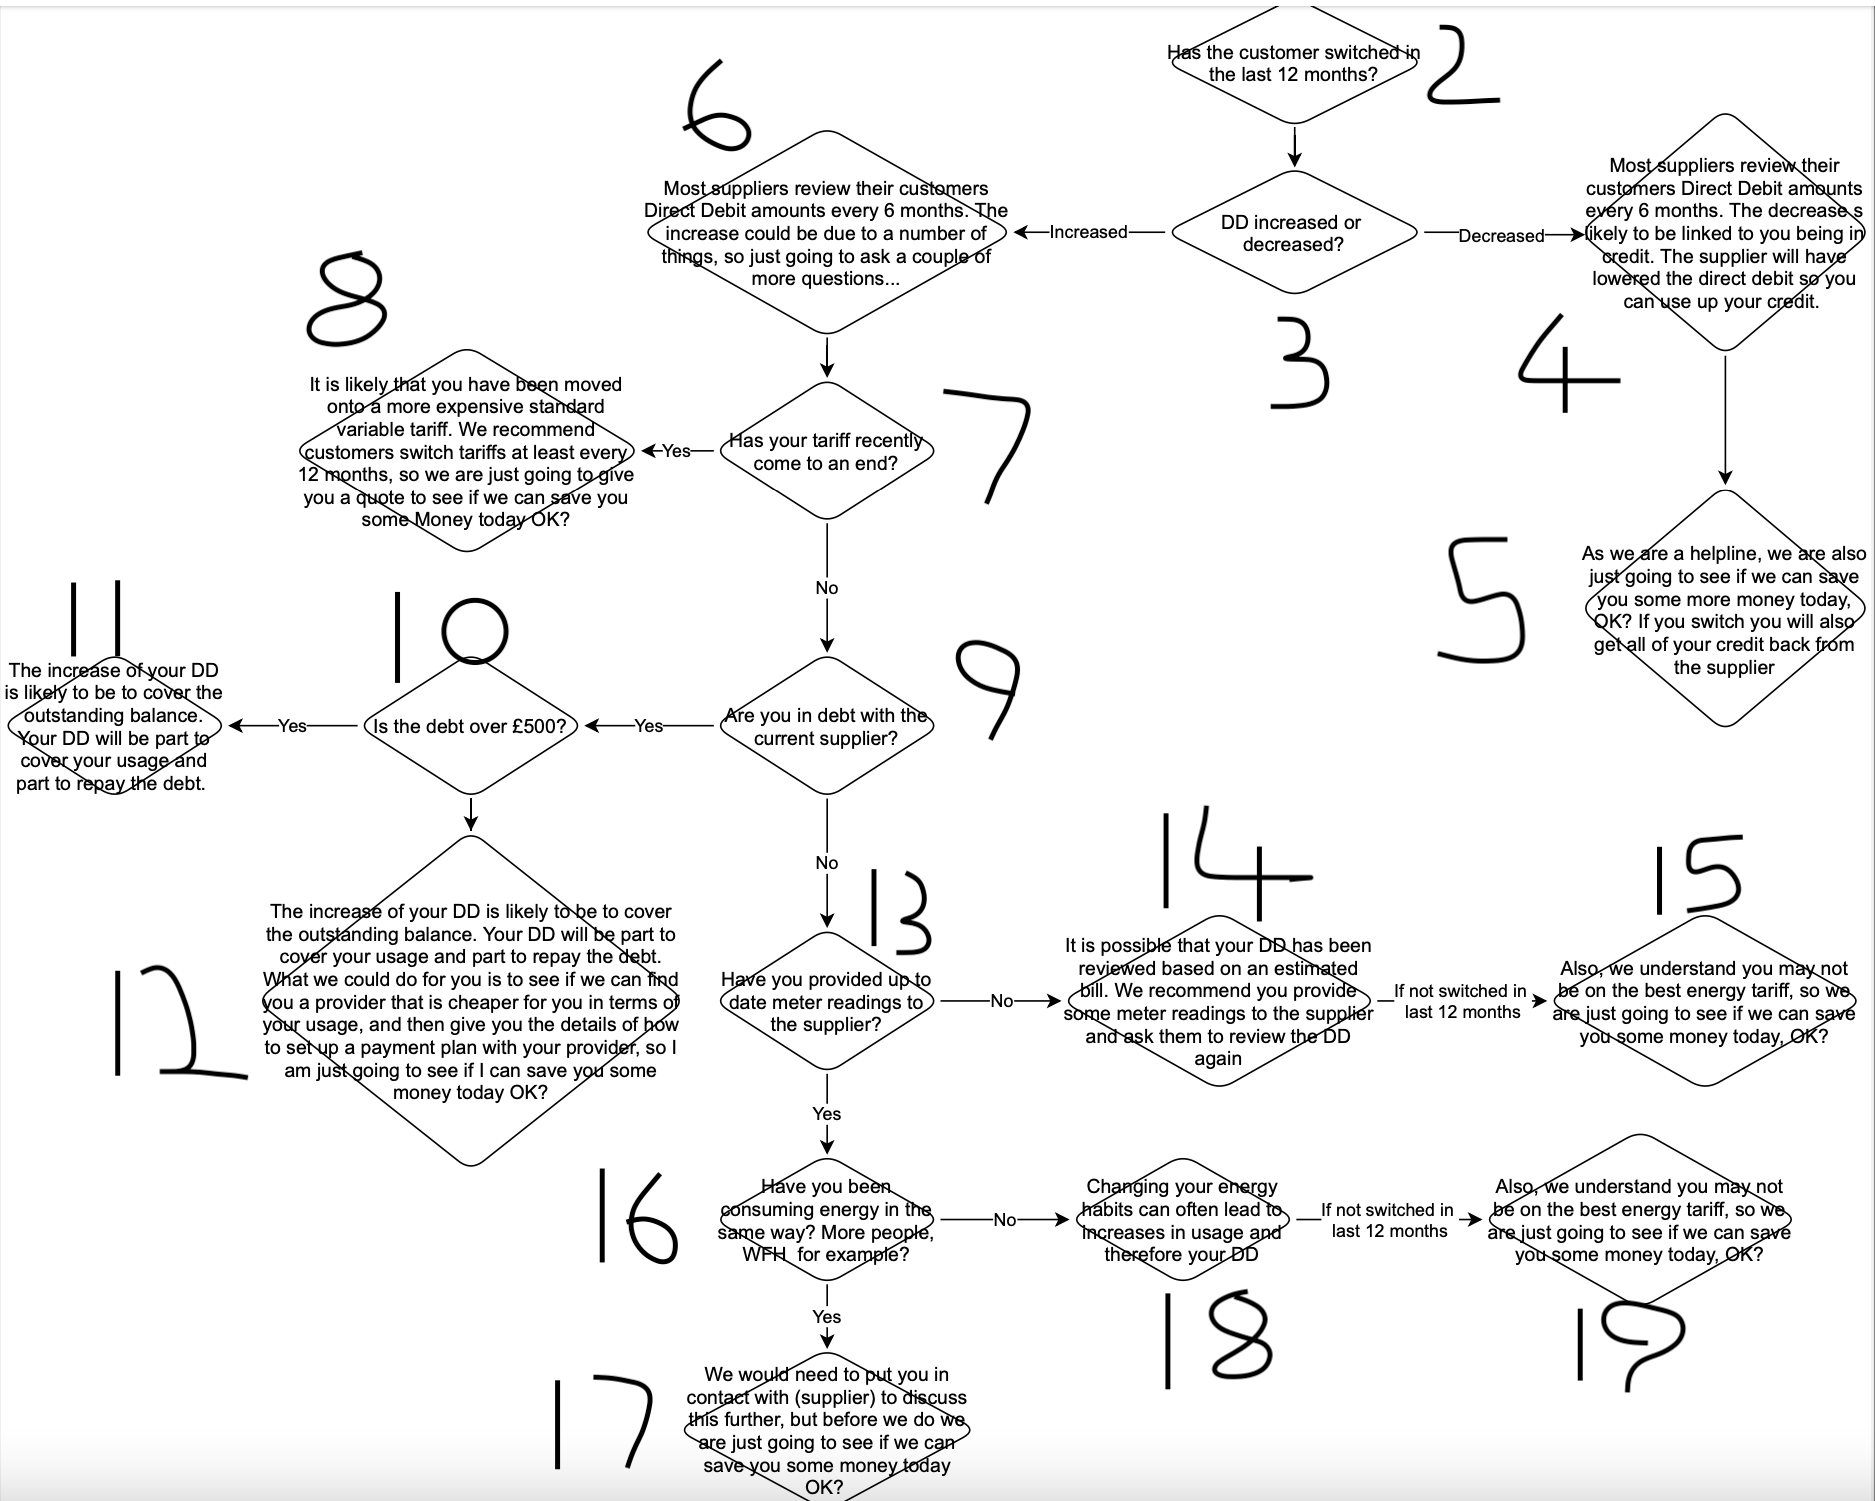 Has the customer switched in
the last 12 months?
2
6
Most suppliers review their customers
Direct Debit amounts every 6 months. The
increase could be due to a number of
things, so just going to ask a couple of
more questions...
Increased
DD increased or
decreased?
Decreased
Most suppliers review their
customers Direct Debit amounts
every 6 months. The decrease s
likely to be linked to you being in
credit. The supplier will have
lowered the direct debit so you
can use up your credit.
3
4
8
It is likely that you have been moved
onto a more expensive standard
variable tariff. We recommend
customers switch tariffs at least every
12 months, so we are just going to give
you a quote to see if we can save you
some Money today OK?
Yes
Has your tariff recently
come to an end?
7
No
5
As we are a helpline, we are also
just going to see if we can save
you some more money today,
OK? If you switch you will also
get all of your credit back from
the supplier
11
The increase of your DD
is likely to be to cover the
outstanding balance.
Your DD will be part to
cover your usage and
part to repay the debt.
Yes
10
Is the debt over £500?
Yes
Are you in debt with the
current supplier?
9
No
12
The increase of your DD is likely to be to cover
the outstanding balance. Your DD will be part to
cover your usage and part to repay the debt.
What we could do for you is to see if we can find
you a provider that is cheaper for you in terms of
your usage, and then give you the details of how
to set up a payment plan with your provider, so I
am just going to see if I can save you some
money today OK?
13
Have you provided up to
date meter readings to
the supplier?
No
14
It is possible that your DD has been
reviewed based on an estimated
bill. We recommend you provide
some meter readings to the supplier
and ask them to review the DD
again
If not switched in
last 12 months
15
Also, we understand you may not
be on the best energy tariff, so we
are just going to see if we can save
you some money today, OK?
Yes
16
Have you been
consuming energy in the
same way? More people,
WFH for example?
No
Changing your energy
habits can often lead to
increases in usage and
therefore your DD
18
If not switched in
last 12 months
Also, we understand you may not
be on the best energy tariff, so we
are just going to see if we can save
you some money today, OK?
19
Yes
17
We would need to put you in
contact with (supplier) to discuss
this further, but before we do we
are just going to see if we can
save you some money today
OK?